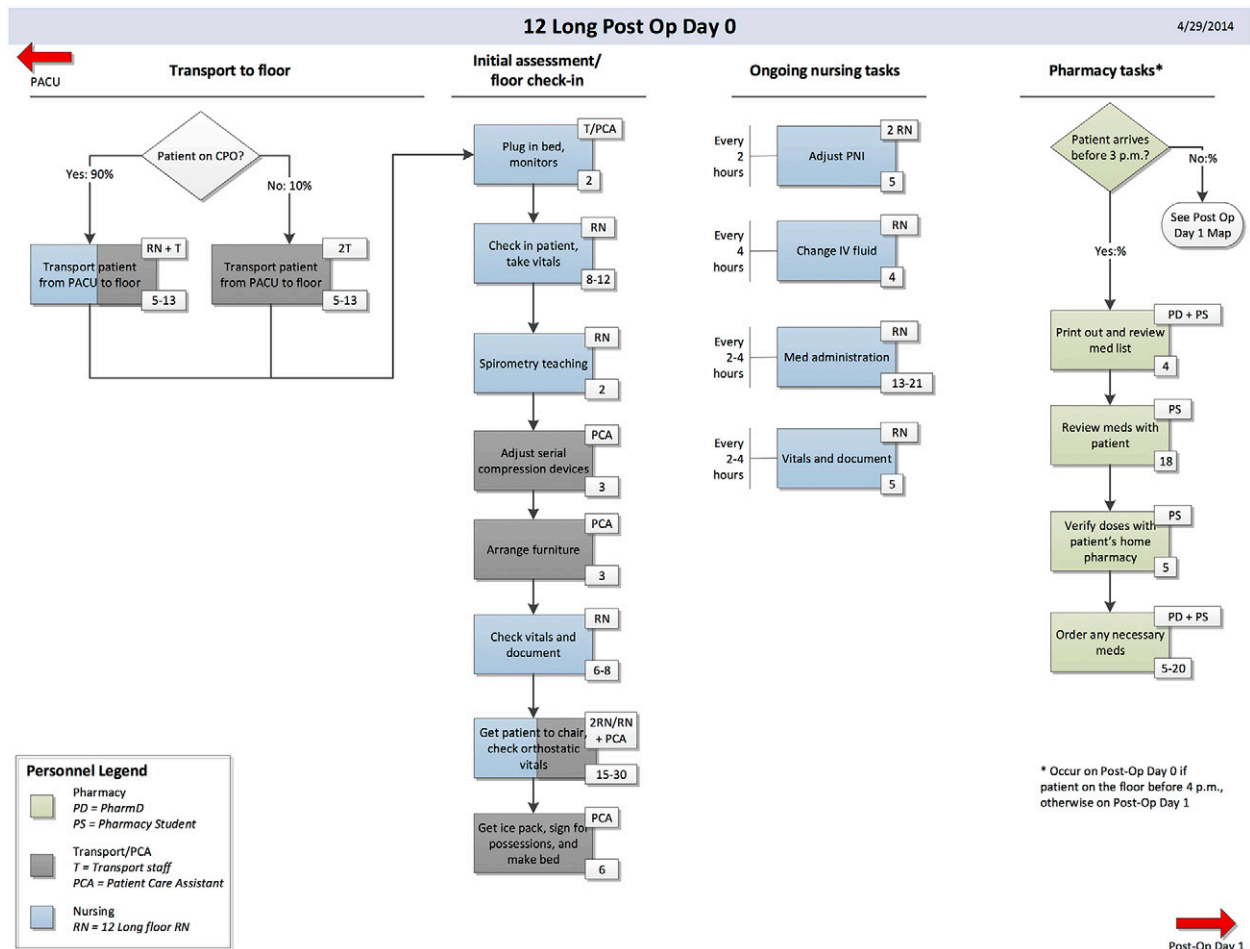 12 Long Post Op Day 0
4/29/2014
PACU
Transport to floor
Patient on CPO?
Yes: 90%
No: 10%
RN + T
Transport patient
from PACU to floor
5-13
2T
Transport patient
from PACU to floor
5-13
Initial assessment/
floor check-in
T/PCA
Plug in bed,
monitors
2
RN
Check in patient,
take vitals
8-12
RN
Spirometry teaching
2
PCA
Adjust serial
compression devices
3
PCA
Arrange furniture
3
RN
Check vitals and
document
6-8
2RN/RN
+ PCA
Get patient to chair,
check orthostatic
vitals
15-30
PCA
Get ice pack, sign for
possessions, and
make bed
6
Ongoing nursing tasks
Every
2
hours
2 RN
Adjust PNI
5
Every
4
hours
RN
Change IV fluid
4
Every
2-4
hours
RN
Med administration
13-21
Every
2-4
hours
RN
Vitals and document
5
Pharmacy tasks*
Patient arrives
before 3 p.m.?
No:%
See Post Op
Day 1 Map
Yes:%
PD + PS
Print out and review
med list
4
PS
Review meds with
patient
18
PS
Verify doses with
patient's home
pharmacy
5
PD + PS
Order any necessary
meds
5-20
* Occur on Post-Op Day 0 if
patient on the floor before 4 p.m.,
otherwise on Post-Op Day 1
Personnel Legend
Pharmacy
PD = PharmD
PS = Pharmacy Student
Transport/PCA
T = Transport staff
PCA = Patient Care Assistant
Nursing
RN = 12 Long floor RN
Post-Op Day 1